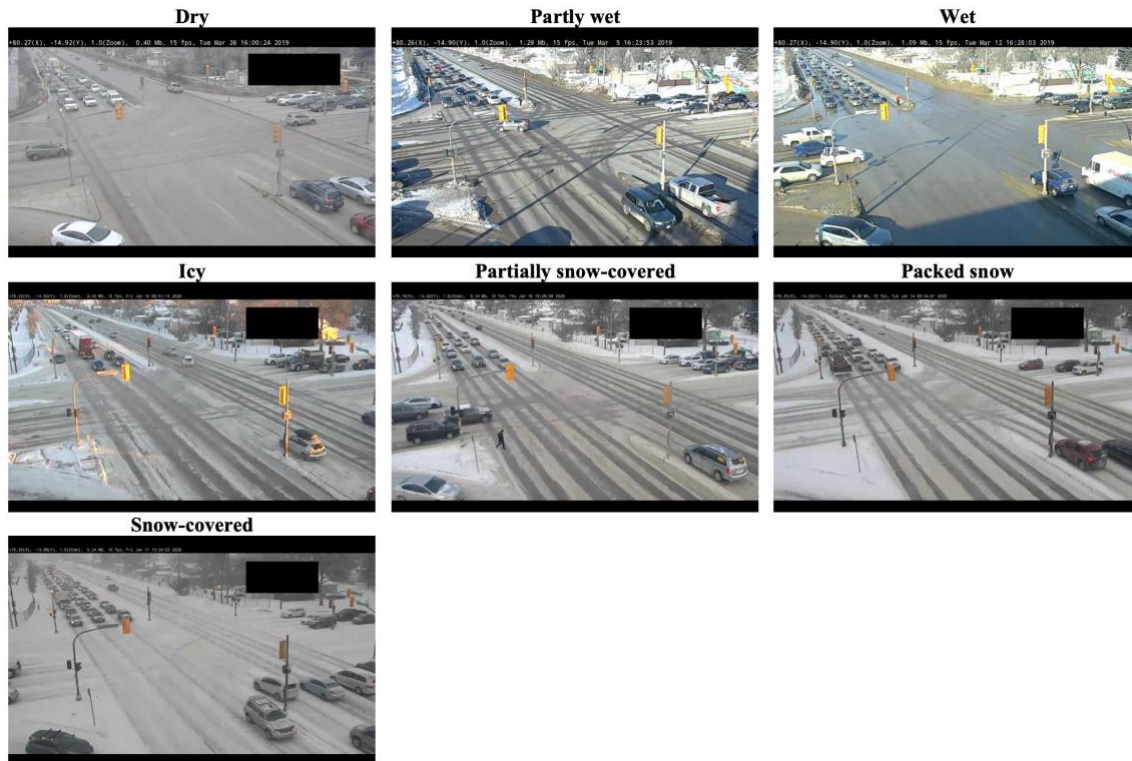 Dry
Partly wet
Wet
+80.27(X), -14.92(Y), 1.0(Zoom), 0.40 Mb, 15 fps, Tue Mar 26 16:00:24 2019
+80.26(X), -14.90(Y), 1.0(Zoom), 1.29 Mb, 15 fps, Tue Mar 5 16:23:53 2019
+80.27(X), -14.90(Y), 1.0(Zoom), 1.09 Mb, 15 fps, Tue Mar 12 16:28:03 2019
Icy
Partially snow-covered
Packed snow
Snow-covered